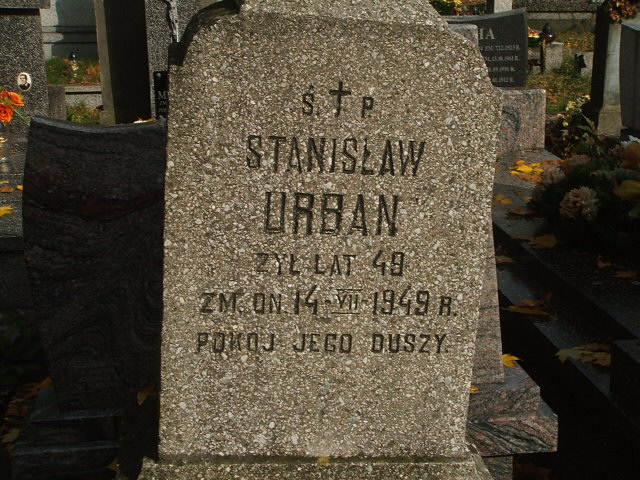 Ś † P
STANISŁAW
URBAN
ŻYŁ LAT 49
ZM. DN. 14-VII-1949 R.
POKÓJ JEGO DUSZY.